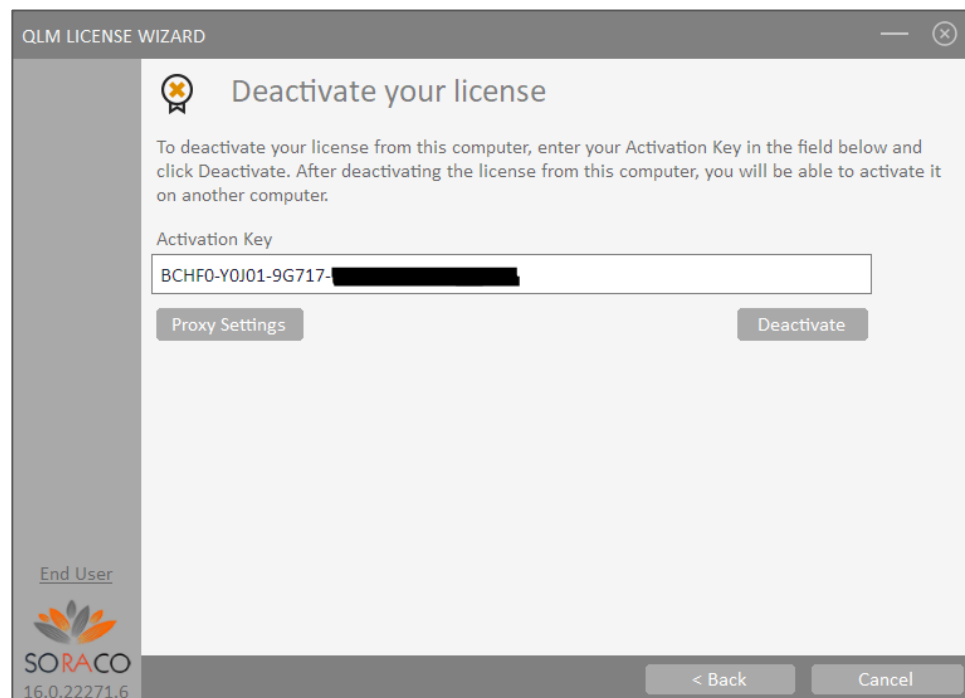 QLM LICENSE WIZARD
Deactivate your license
To deactivate your license from this computer, enter your Activation Key in the field below and
click Deactivate. After deactivating the license from this computer, you will be able to activate it
on another computer.
Activation Key
BCHF0-Y0J01-9G717-
Proxy Settings
Deactivate
End User
SORACO
16.0.22271.6
< Back
Cancel